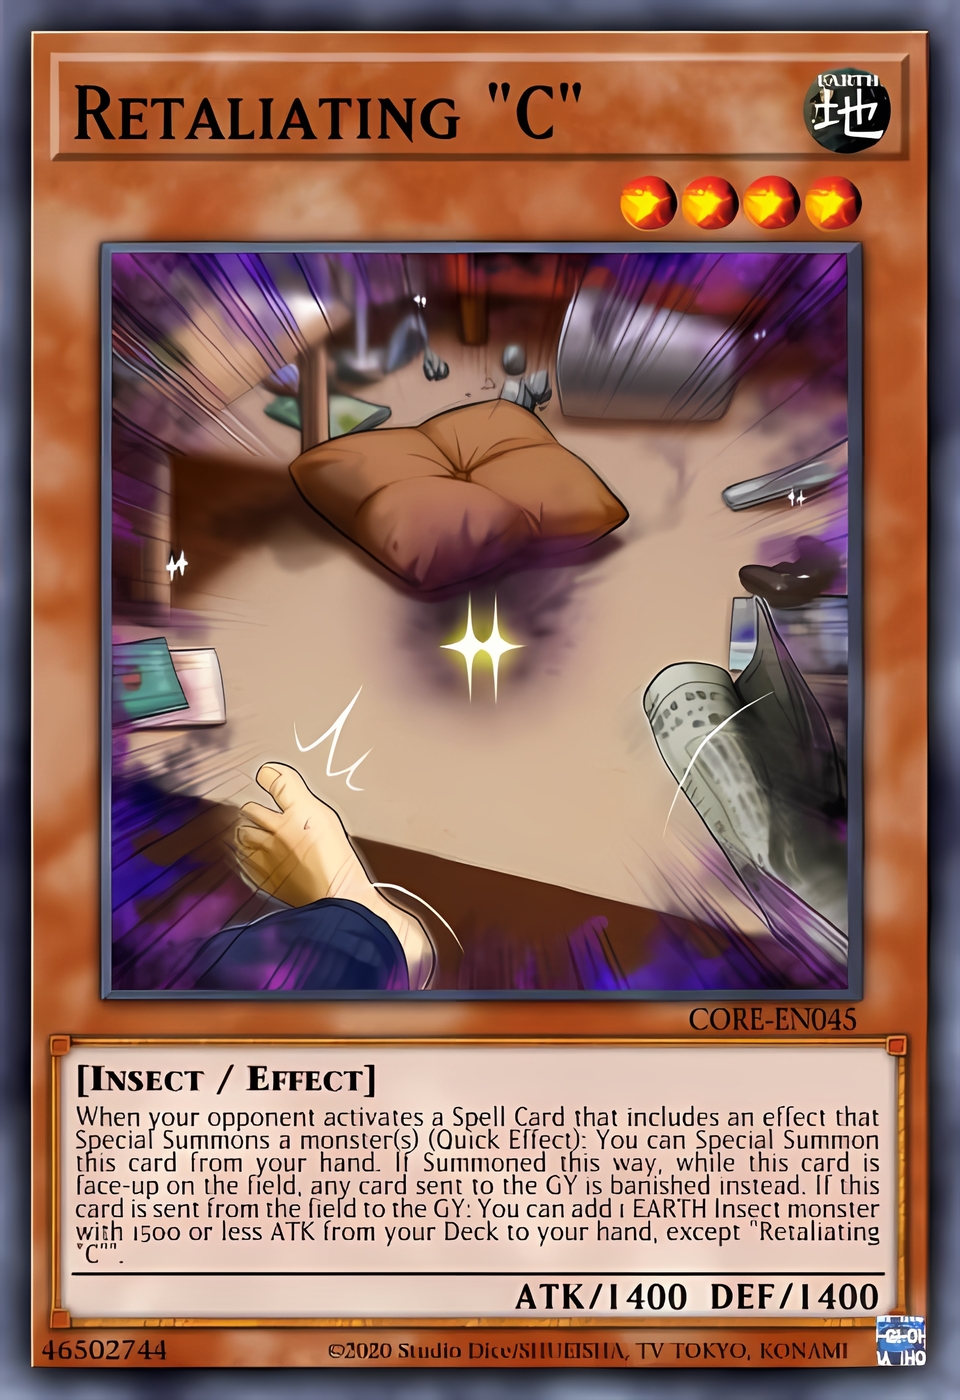 Retaliating "C"
EARTH
地
CORE-EN045
[Insect / Effect]
When your opponent activates a Spell Card that includes an effect that
Special Summons a monster(s) (Quick Effect): You can Special Summon
this card from your hand. If Summoned this way, while this card is
face-up on the field, any card sent to the GY is banished instead. If this
card is sent from the field to the GY: You can add 1 EARTH Insect monster
with 1500 or less ATK from your Deck to your hand, except "Retaliating
"C"".
ATK/1400 DEF/1400
46502744
©2020 Studio Dice/SHUEISHA, TV TOKYO, KONAMI